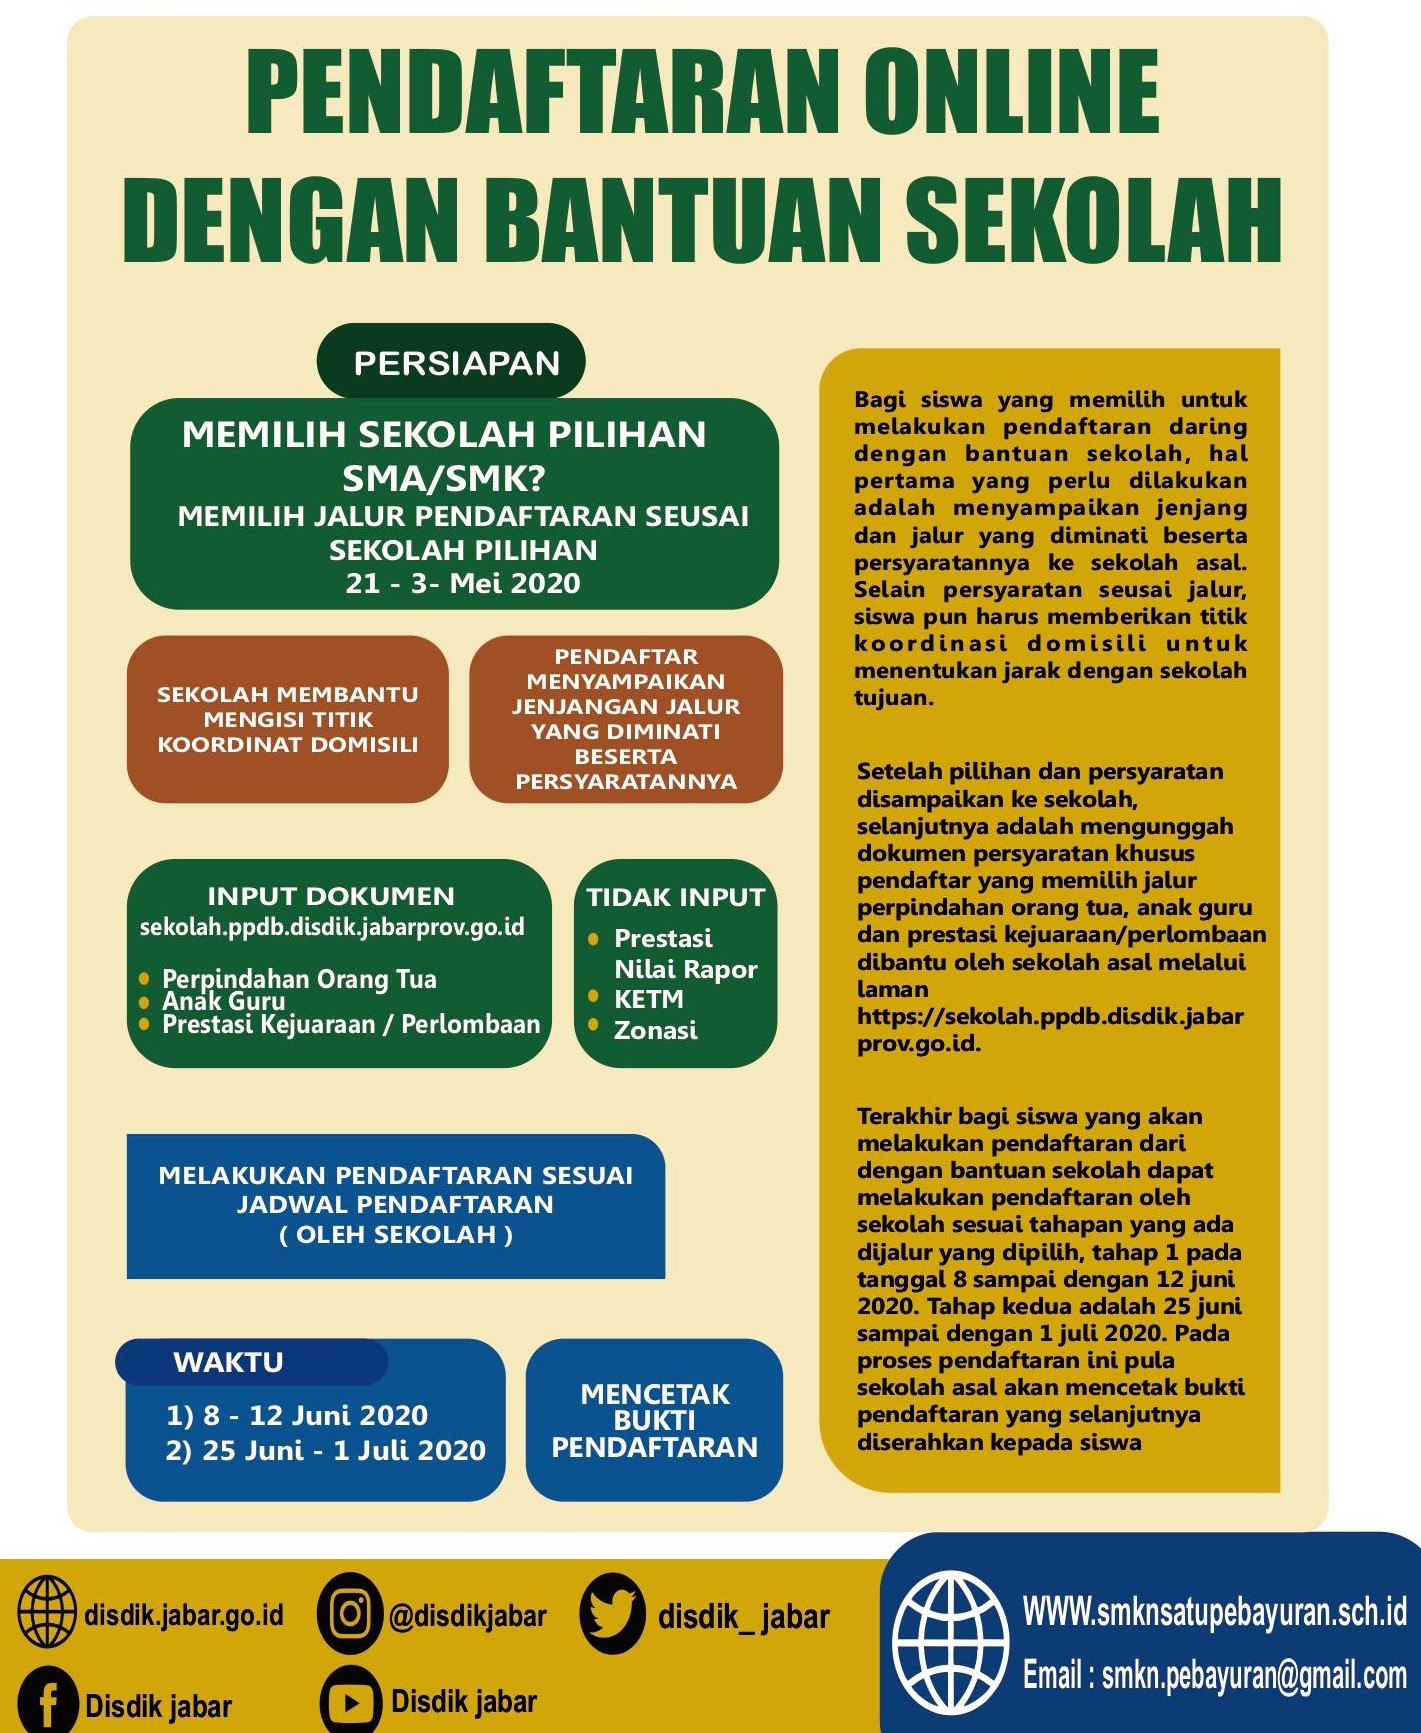 PENDAFTARAN ONLINE
DENGAN BANTUAN SEKOLAH
PERSIAPAN
MEMILIH SEKOLAH PILIHAN
SMA/SMK?
MEMILIH JALUR PENDAFTARAN SEUSAI
SEKOLAH PILIHAN
21 - 3- Mei 2020
SEKOLAH MEMBANTU
MENGISI TITIK
KOORDINAT DOMISILI
PENDAFTAR
MENYAMPAIKAN
JENJANGAN JALUR
YANG DIMINATI
BESERTA
PERSYARATANNYA
INPUT DOKUMEN
sekolah.ppdb.disdik.jabarprov.go.id
• Perpindahan Orang Tua
• Anak Guru
• Prestasi Kejuaraan / Perlombaan
TIDAK INPUT
• Prestasi
Nilai Rapor
• KETM
• Zonasi
MELAKUKAN PENDAFTARAN SESUAI
JADWAL PENDAFTARAN
( OLEH SEKOLAH )
WAKTU
1) 8 - 12 Juni 2020
2) 25 Juni - 1 Juli 2020
MENCETAK
BUKTI
PENDAFTARAN
Bagi siswa yang memilih untuk
melakukan pendaftaran daring
dengan bantuan sekolah, hal
pertama yang perlu dilakukan
adalah menyampaikan jenjang
dan jalur yang diminati beserta
persyaratannya ke sekolah asal.
Selain persyaratan seusai jalur,
siswa pun harus memberikan titik
koordinasi domisili untuk
menentukan jarak dengan sekolah
tujuan.
Setelah pilihan dan persyaratan
disampaikan ke sekolah,
selanjutnya adalah mengunggah
dokumen persyaratan khusus
pendaftar yang memilih jalur
perpindahan orang tua, anak guru
dan prestasi kejuaraan/perlombaan
dibantu oleh sekolah asal melalui
laman
https://sekolah.ppdb.disdik.jabar
prov.go.id.
Terakhir bagi siswa yang akan
melakukan pendaftaran dari
dengan bantuan sekolah dapat
melakukan pendaftaran oleh
sekolah sesuai tahapan yang ada
dijalur yang dipilih, tahap 1 pada
tanggal 8 sampai dengan 12 juni
2020. Tahap kedua adalah 25 juni
sampai dengan 1 juli 2020. Pada
proses pendaftaran ini pula
sekolah asal akan mencetak bukti
pendaftaran yang selanjutnya
diserahkan kepada siswa
disdik.jabar.go.id
@disdikjabar
disdik_ jabar
Disdik jabar
Disdik jabar
WWW.smknsatupebayuran.sch.id
Email : smkn.pebayuran@gmail.com